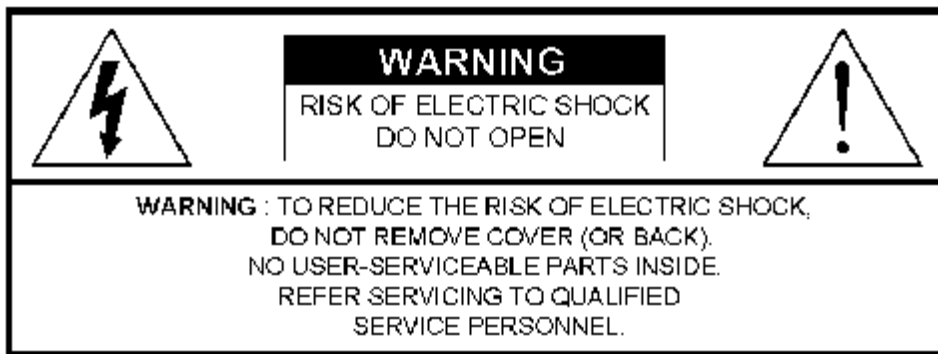 WARNING
RISK OF ELECTRIC SHOCK
DO NOT OPEN
WARNING : TO REDUCE THE RISK OF ELECTRIC SHOCK,
DO NOT REMOVE COVER (OR BACK).
NO USER-SERVICEABLE PARTS INSIDE.
REFER SERVICING TO QUALIFIED
SERVICE PERSONNEL.